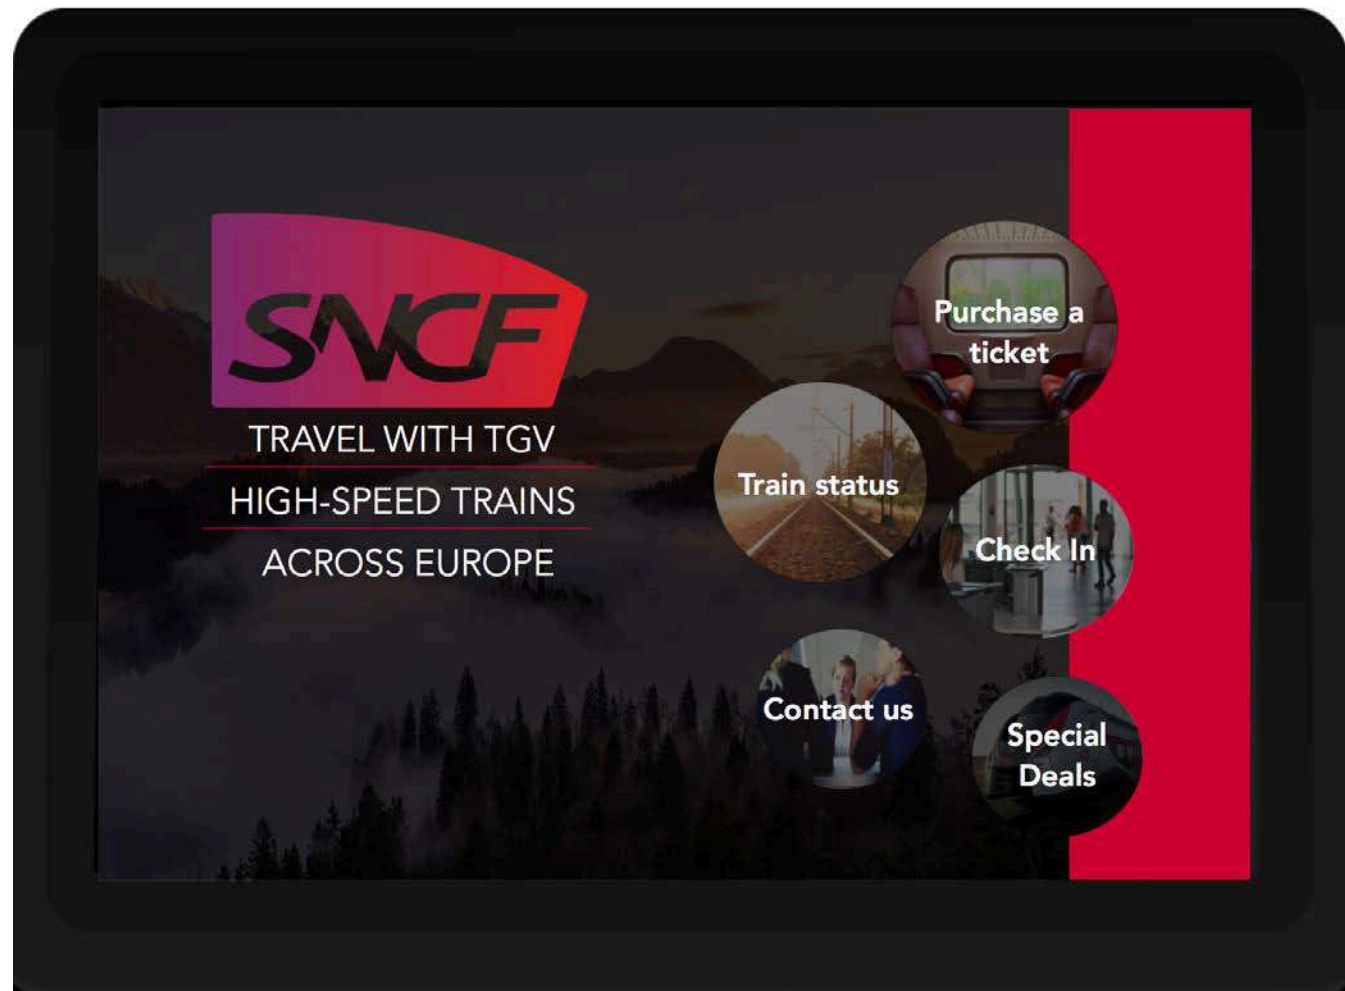 SNCF
TRAVEL WITH TGV
HIGH-SPEED TRAINS
ACROSS EUROPE
Purchase a
ticket
Train status
Check In
Contact us
Special
Deals